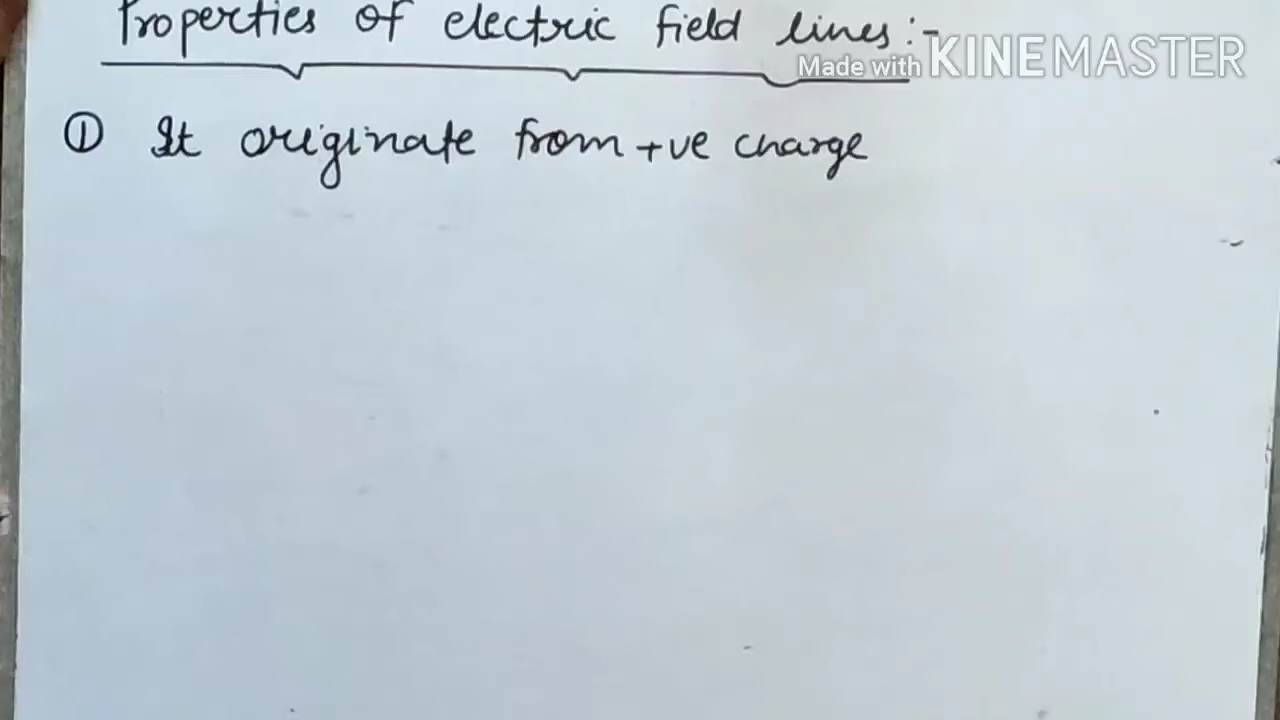 Properties of electric field lines :-
Made with KINEMASTER
① It originate from +ve charge